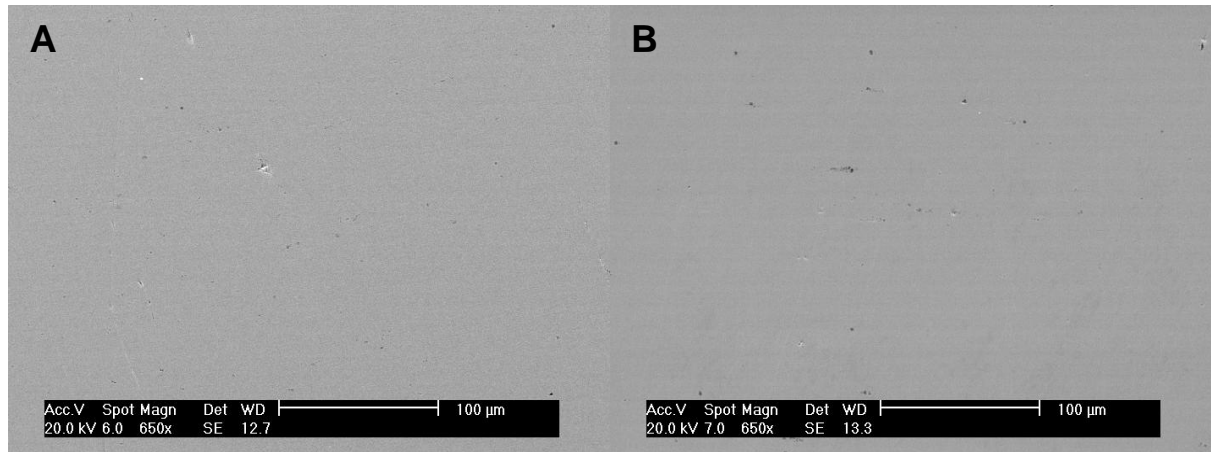 A
B
Acc.V Spot Magn Det WD 100 µm
20.0 kV 6.0 650x SE 12.7
Acc.V Spot Magn Det WD 100 µm
20.0 kV 7.0 650x SE 13.3